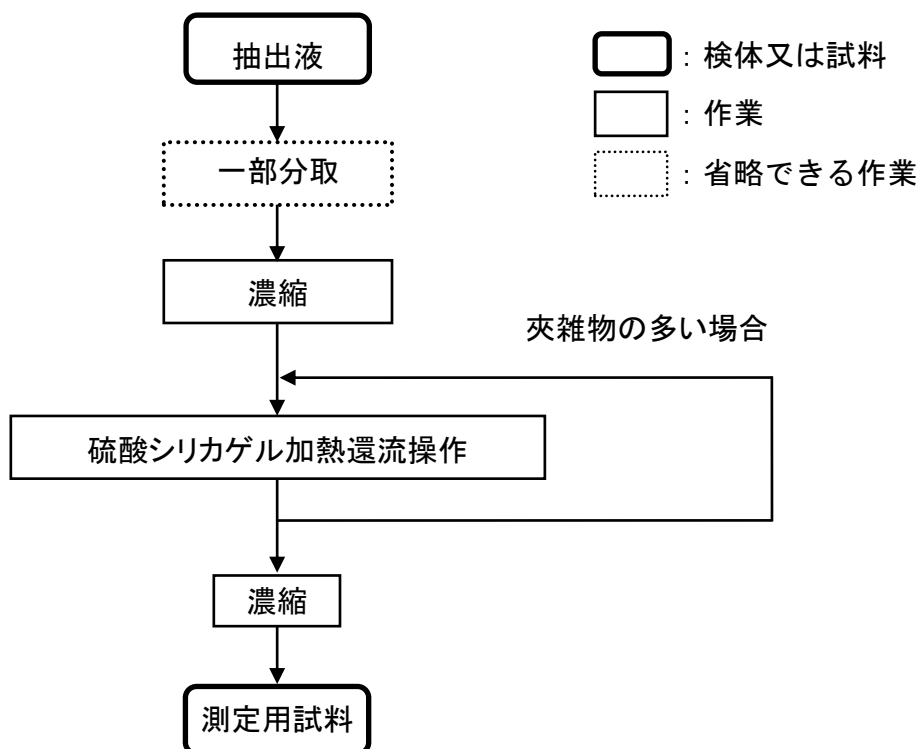 抽出液
一部分取
濃縮
夾雑物の多い場合
硫酸シリカゲル加熱還流操作
濃縮
測定用試料
：検体又は試料
：作業
：省略できる作業